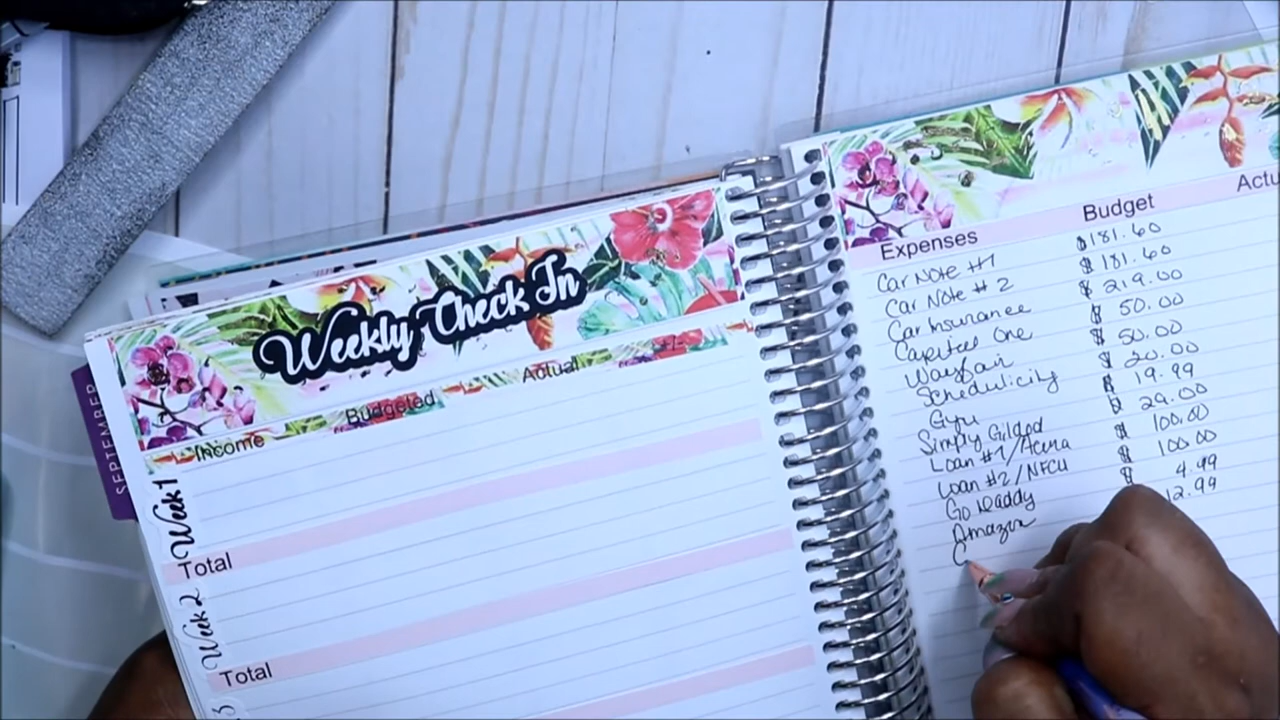 Weekly Check In
Income Budgeted Actual +/-
SEPTEMBER
Week 1
Total
Week 2
Total
3
Expenses Budget Actu
Car Note #1 $181.60
Car Note #2 $181.60
Car Insurance $219.00
Capital One $50.00
Wayfair $50.00
Schedulicity $20.00
$19.99
Simply Gilded $29.00
Loan #1/Acura $100.00
Loan #2/NFCU $100.00
Go Daddy $4.99
Amazon 12.99
C